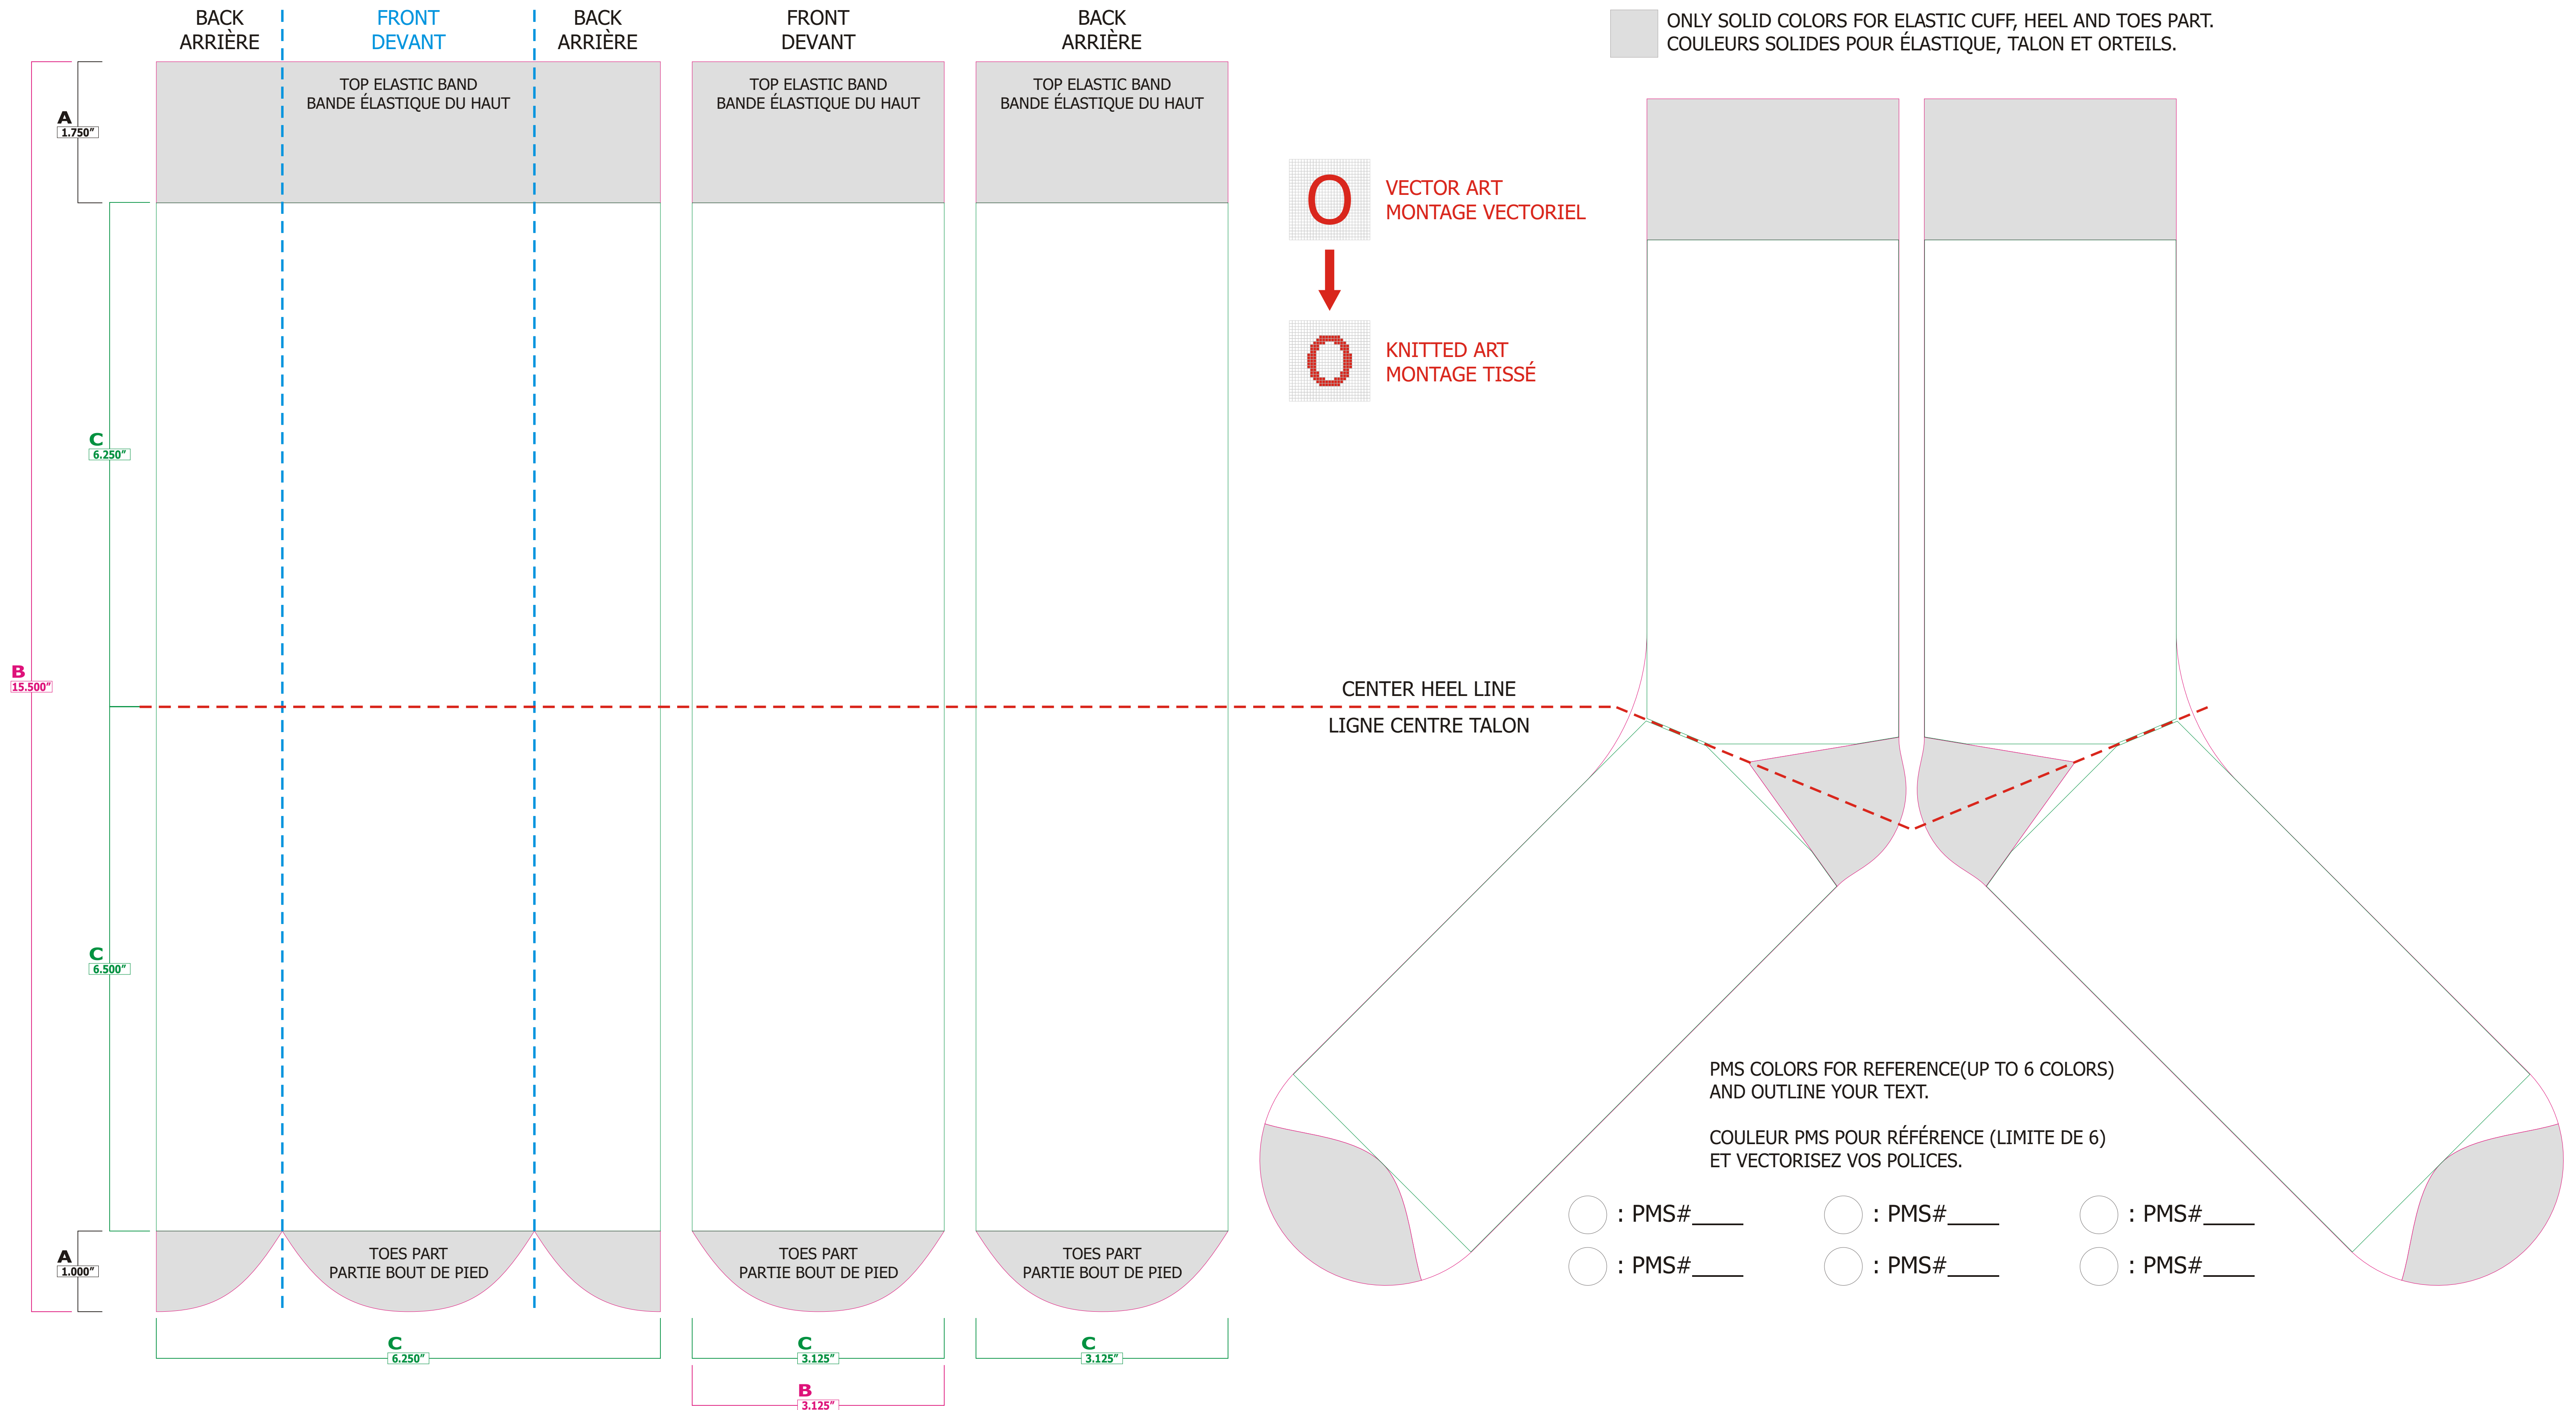 BACK
ARRIÈRE
FRONT
DEVANT
BACK
ARRIÈRE
FRONT
DEVANT
BACK
ARRIÈRE
ONLY SOLID COLORS FOR ELASTIC CUFF, HEEL AND TOES PART.
COULEURS SOLIDES POUR ÉLASTIQUE, TALON ET ORTEILS.
TOP ELASTIC BAND
BANDE ÉLASTIQUE DU HAUT
TOP ELASTIC BAND
BANDE ÉLASTIQUE DU HAUT
TOP ELASTIC BAND
BANDE ÉLASTIQUE DU HAUT
A
1.750"
O
VECTOR ART
MONTAGE VECTORIEL
O
KNITTED ART
MONTAGE TISSÉ
C
6.250"
B
15.500"
CENTER HEEL LINE
LIGNE CENTRE TALON
C
6.500"
PMS COLORS FOR REFERENCE(UP TO 6 COLORS)
AND OUTLINE YOUR TEXT.
COULEUR PMS POUR RÉFÉRENCE (LIMITE DE 6)
ET VECTORISEZ VOS POLICES.
: PMS#____
: PMS#____
: PMS#____
: PMS#____
: PMS#____
: PMS#____
A
1.000"
TOES PART
PARTIE BOUT DE PIED
TOES PART
PARTIE BOUT DE PIED
TOES PART
PARTIE BOUT DE PIED
C
6.250"
C
3.125"
C
3.125"
B
3.125"